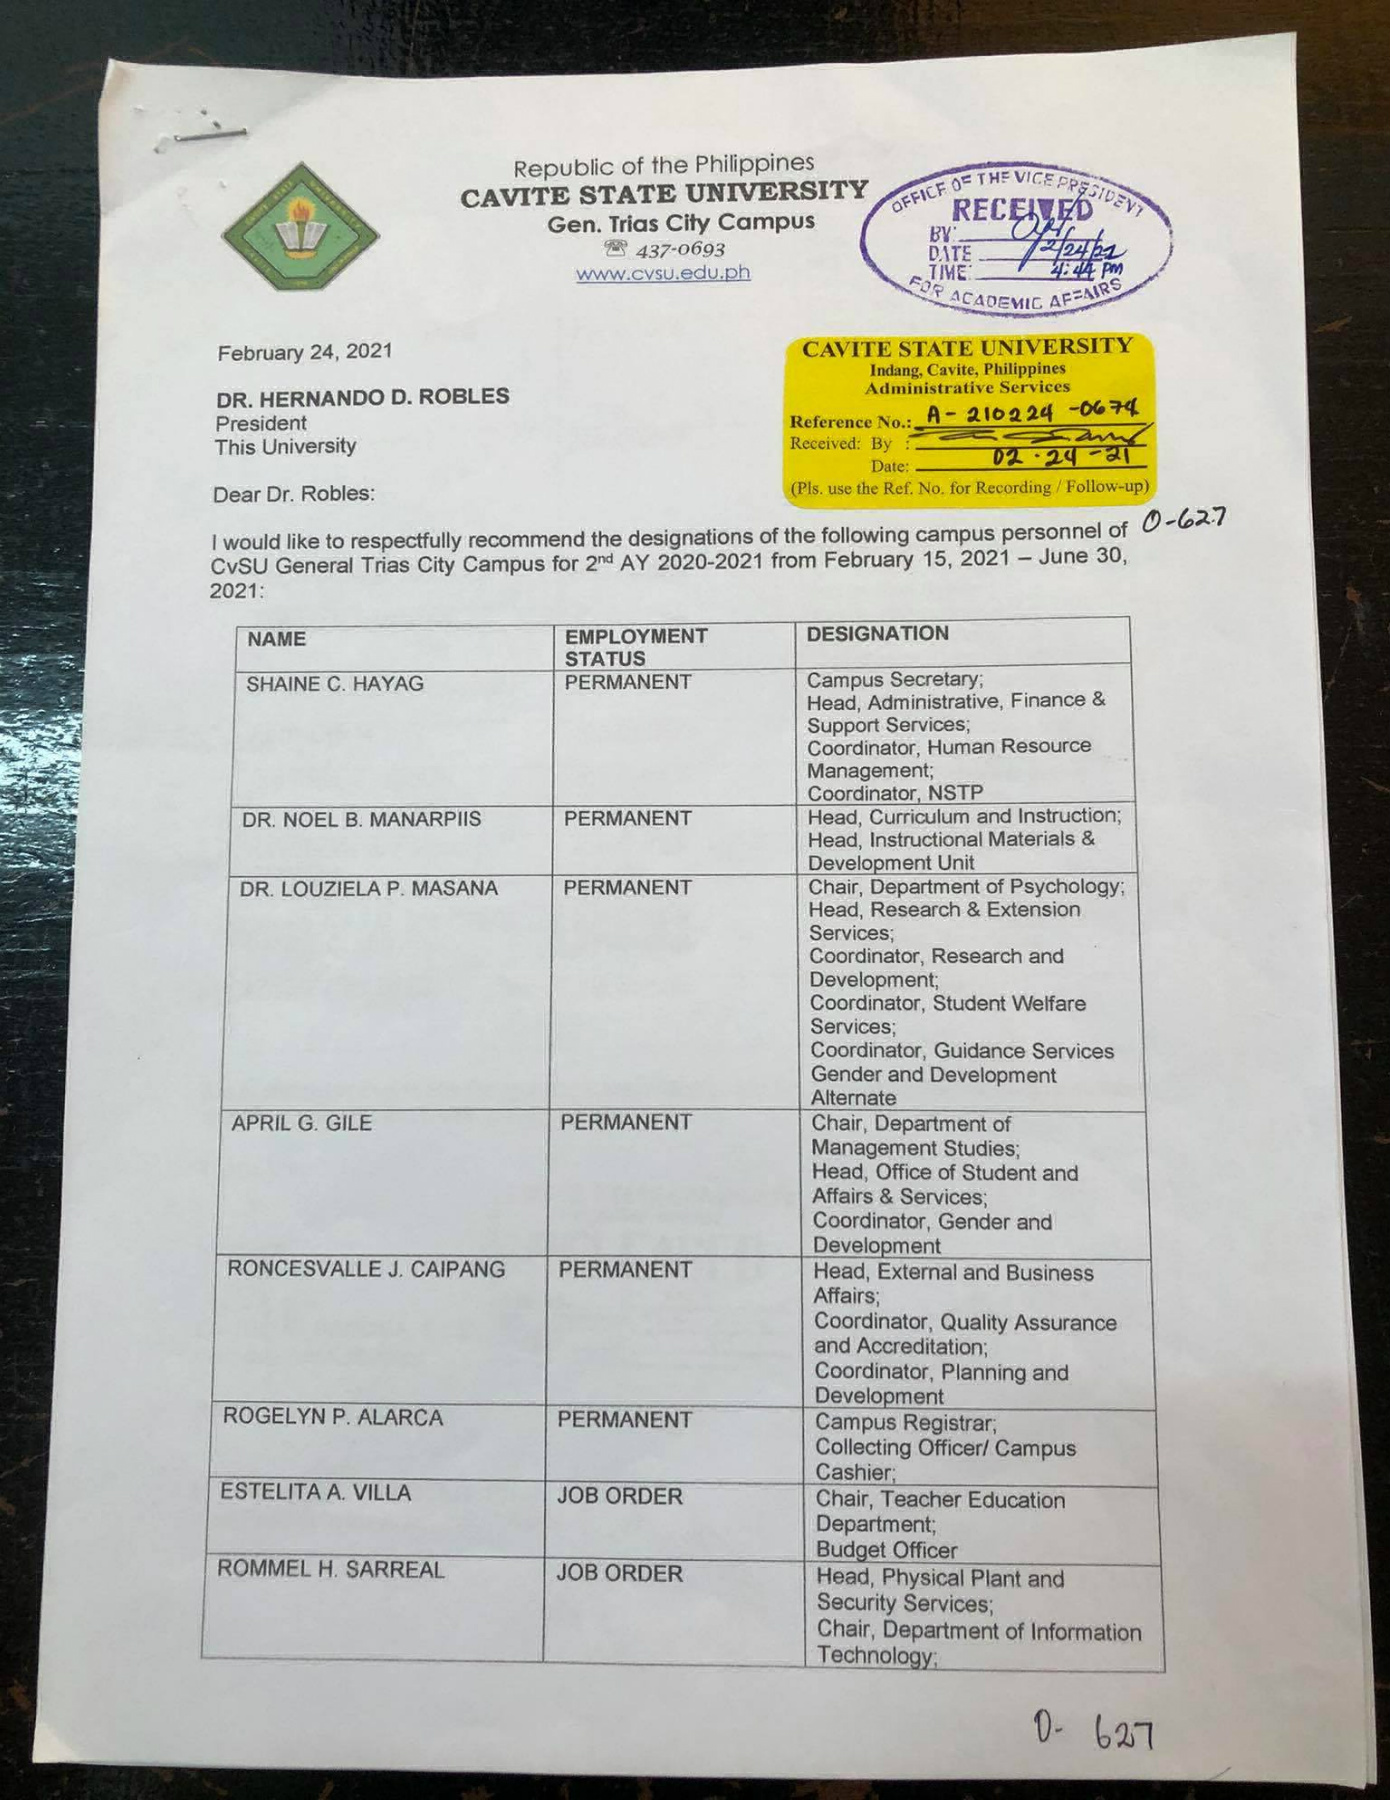 Republic of the Philippines
CAVITE STATE UNIVERSITY
Gen. Trias City Campus
☏ 437-0693
www.cvsu.edu.ph
OFFICE OF THE VICE PRESIDENT
RECEIVED
BY:
DATE 2/24/21
TIME: 4:44 PM
FOR ACADEMIC AFFAIRS
February 24, 2021
CAVITE STATE UNIVERSITY
Indang, Cavite, Philippines
Administrative Services
Reference No.: A-210224-0674
Received: By :
Date: 02-24-21
(Pls. use the Ref. No. for Recording / Follow-up)
DR. HERNANDO D. ROBLES
President
This University
Dear Dr. Robles:
O-627
I would like to respectfully recommend the designations of the following campus personnel of
CvSU General Trias City Campus for 2nd AY 2020-2021 from February 15, 2021 – June 30,
2021:
NAME EMPLOYMENT STATUS DESIGNATION
SHAINE C. HAYAG PERMANENT Campus Secretary;
Head, Administrative, Finance &
Support Services;
Coordinator, Human Resource
Management;
Coordinator, NSTP
DR. NOEL B. MANARPIIS PERMANENT Head, Curriculum and Instruction;
Head, Instructional Materials &
Development Unit
DR. LOUZIELA P. MASANA PERMANENT Chair, Department of Psychology;
Head, Research & Extension
Services;
Coordinator, Research and
Development;
Coordinator, Student Welfare
Services;
Coordinator, Guidance Services
Gender and Development
Alternate
APRIL G. GILE PERMANENT Chair, Department of
Management Studies;
Head, Office of Student and
Affairs & Services;
Coordinator, Gender and
Development
RONCESVALLE J. CAIPANG PERMANENT Head, External and Business
Affairs;
Coordinator, Quality Assurance
and Accreditation;
Coordinator, Planning and
Development
ROGELYN P. ALARCA PERMANENT Campus Registrar;
Collecting Officer/ Campus
Cashier;
ESTELITA A. VILLA JOB ORDER Chair, Teacher Education
Department;
Budget Officer
ROMMEL H. SARREAL JOB ORDER Head, Physical Plant and
Security Services;
Chair, Department of Information
Technology;
O- 627